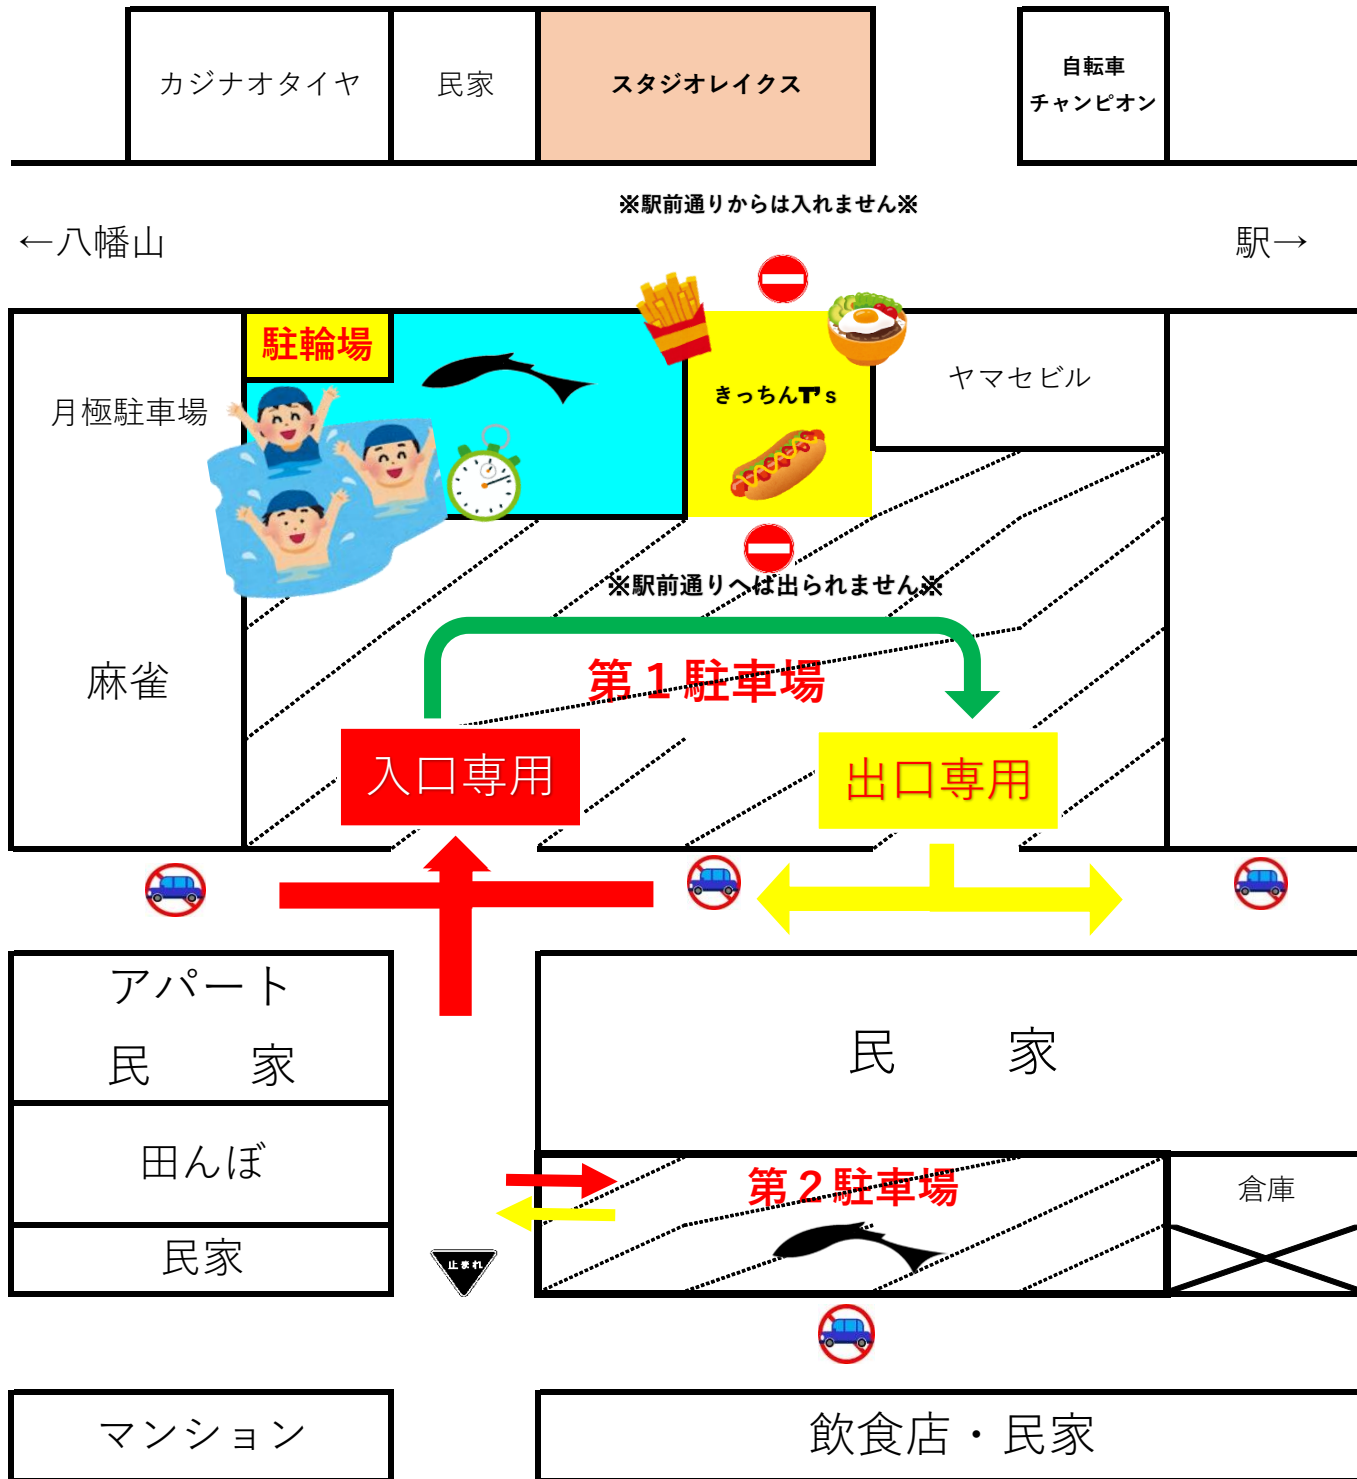 カジナオタイヤ
民家
スタジオレイクス
自転車
チャンピオン
※駅前通りからは入れません※
←八幡山
駅→
駐輪場
月極駐車場
きっちんT's
ヤマセビル
※駅前通りへは出られません※
麻雀
第1駐車場
入口専用
出口専用
アパート
民 家
民 家
田んぼ
第2駐車場
倉庫
民家
止まれ
マンション
飲食店・民家